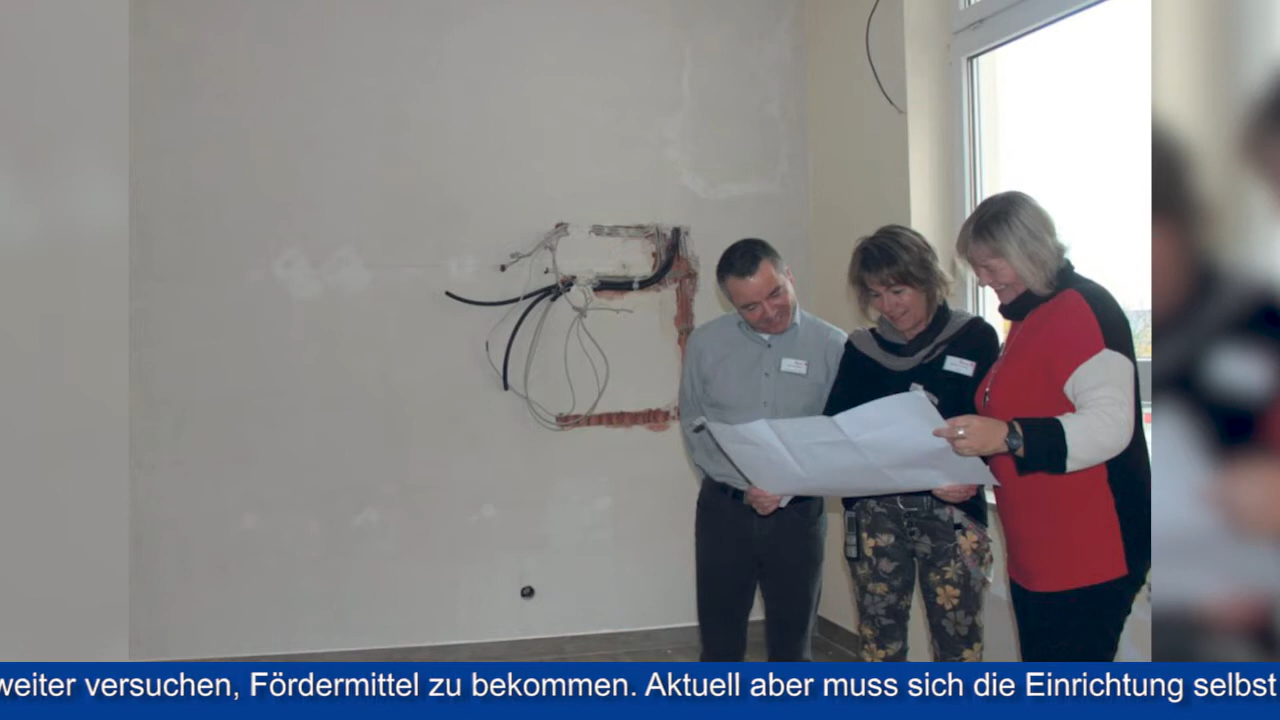 weiter versuchen, Fördermittel zu bekommen. Aktuell aber muss sich die Einrichtung selbst